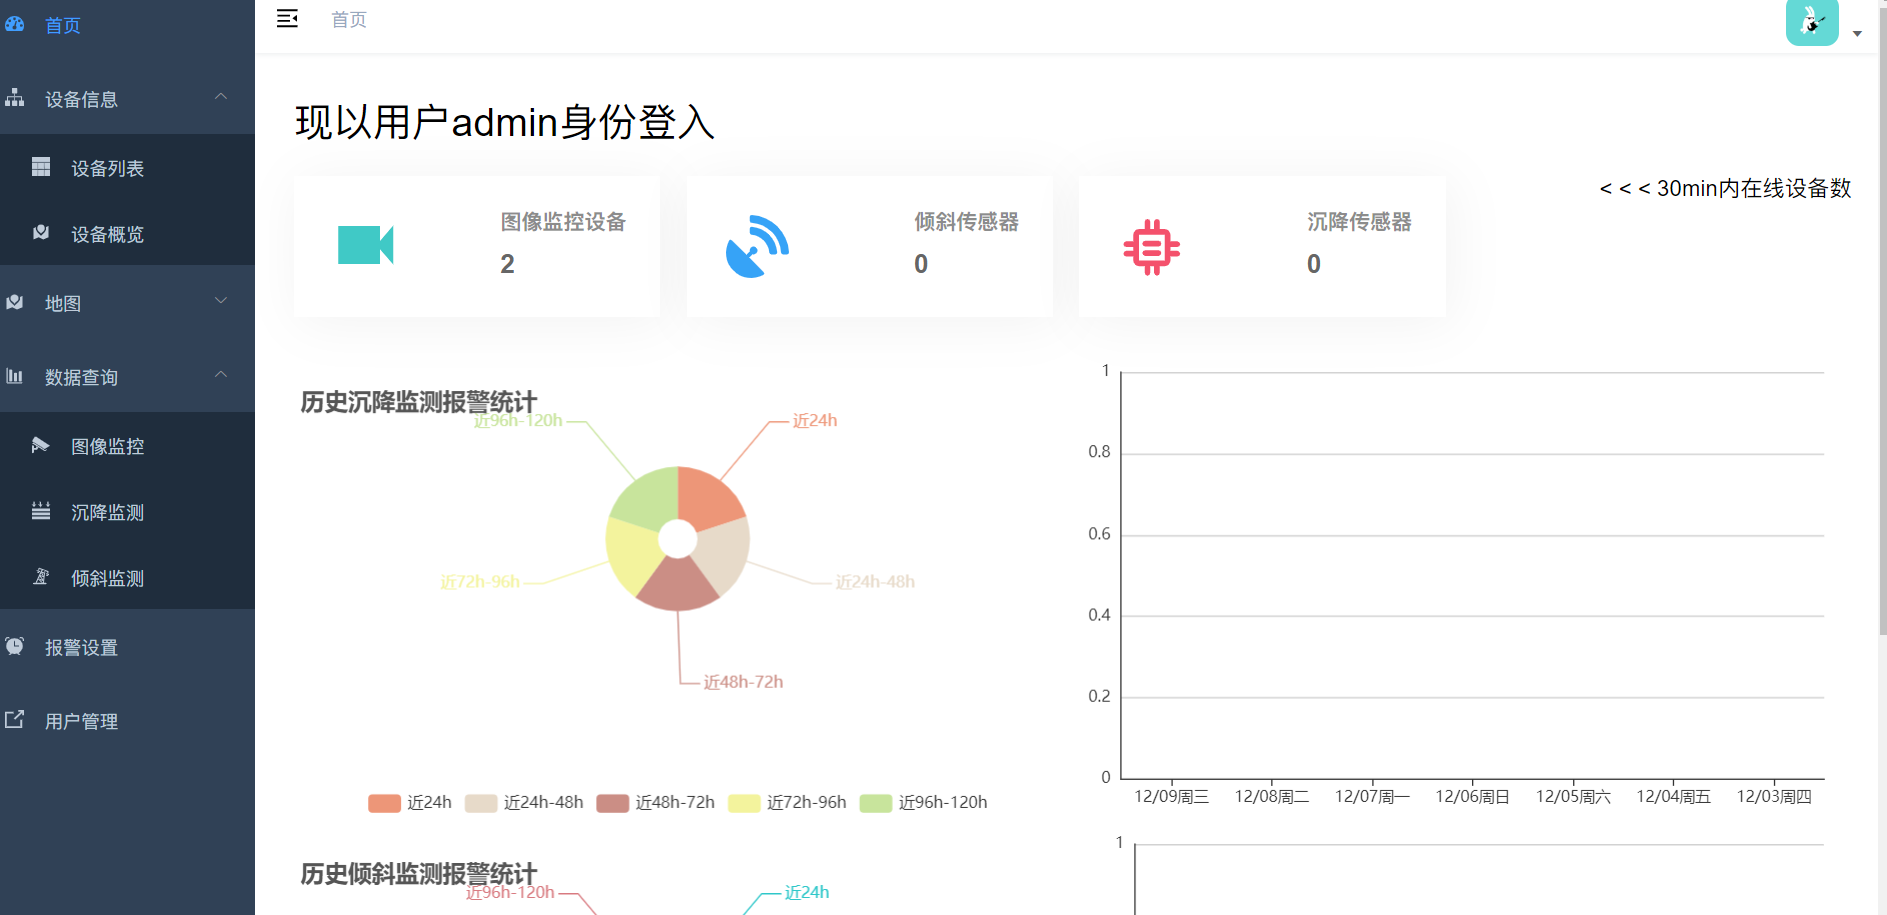 首页
设备信息
设备列表
设备概览
地图
数据查询
图像监控
沉降监测
倾斜监测
报警设置
用户管理
首页
现以用户admin身份登入
图像监控设备
2
倾斜传感器
0
沉降传感器
0
< < < 30min内在线设备数
历史沉降监测报警统计
近96h-120h
近24h
近72h-96h
近24h-48h
近48h-72h
近24h 近24h-48h 近48h-72h 近72h-96h 近96h-120h
1
0.8
0.6
0.4
0.2
0
12/09周三 12/08周二 12/07周一 12/06周日 12/05周六 12/04周五 12/03周四
历史倾斜监测报警统计
近96h-120h
近24h
1